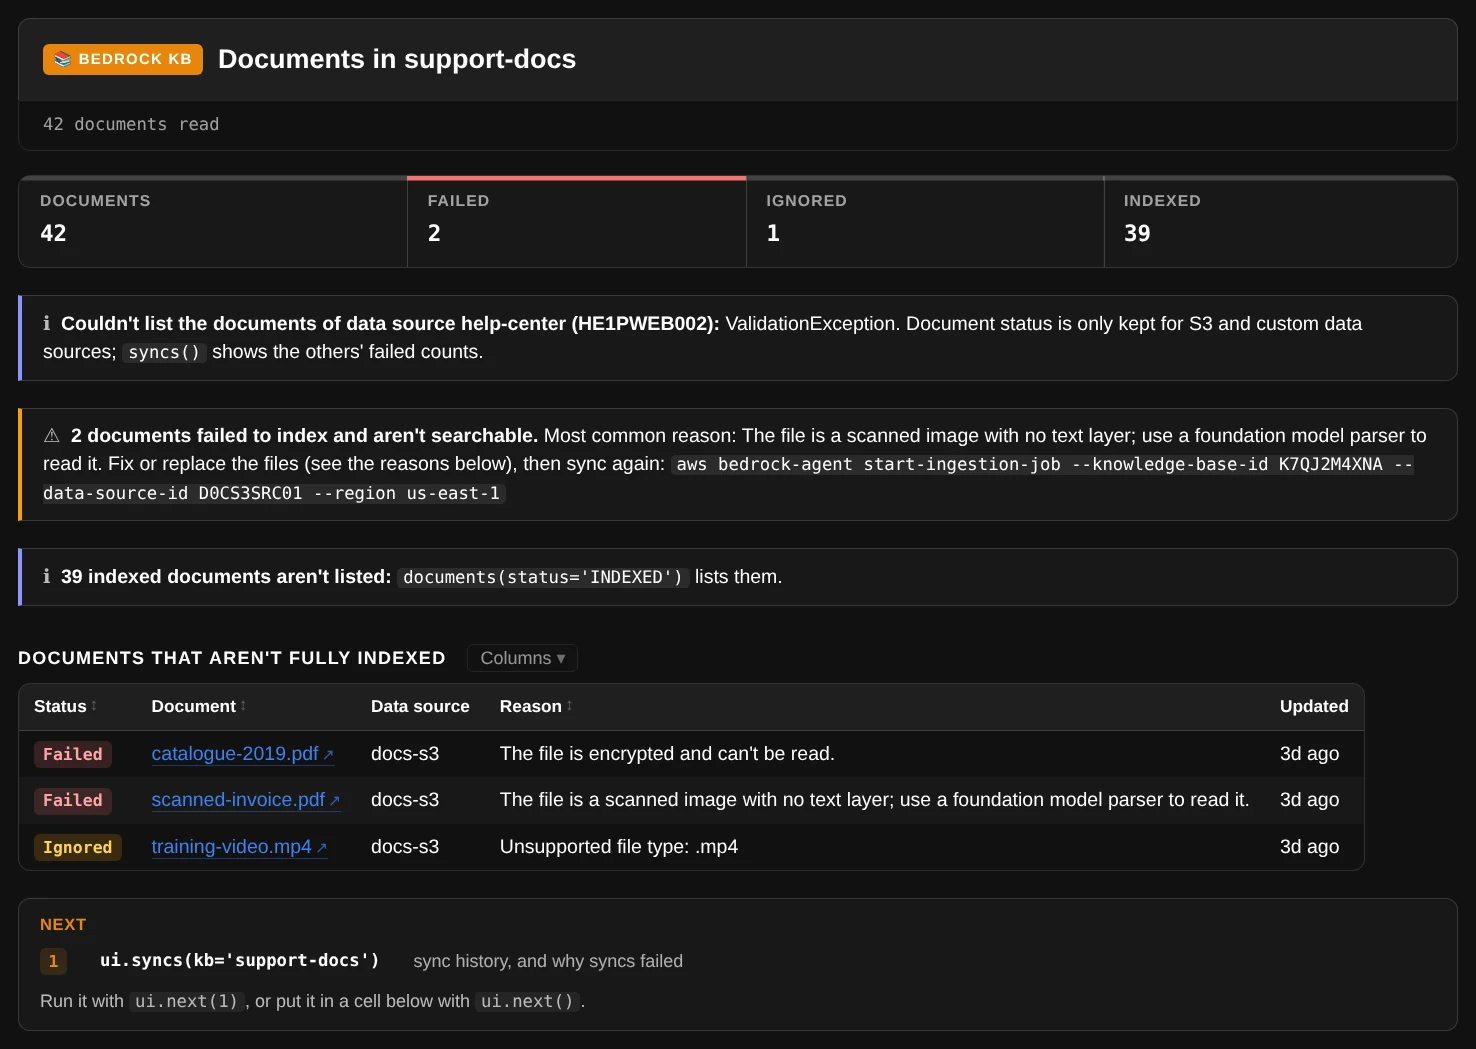 📚 BEDROCK KB Documents in support-docs
42 documents read
DOCUMENTS FAILED IGNORED INDEXED
42 2 1 39
ℹ Couldn't list the documents of data source help-center (HE1PWEB002): ValidationException. Document status is only kept for S3 and custom data
sources; syncs() shows the others' failed counts.
⚠ 2 documents failed to index and aren't searchable. Most common reason: The file is a scanned image with no text layer; use a foundation model parser to
read it. Fix or replace the files (see the reasons below), then sync again: aws bedrock-agent start-ingestion-job --knowledge-base-id K7QJ2M4XNA --
data-source-id D0CS3SRC01 --region us-east-1
ℹ 39 indexed documents aren't listed: documents(status='INDEXED') lists them.
DOCUMENTS THAT AREN'T FULLY INDEXED Columns ▾
Status ↕ Document ↕ Data source Reason ↕ Updated
Failed catalogue-2019.pdf ↗ docs-s3 The file is encrypted and can't be read. 3d ago
Failed scanned-invoice.pdf ↗ docs-s3 The file is a scanned image with no text layer; use a foundation model parser to read it. 3d ago
Ignored training-video.mp4 ↗ docs-s3 Unsupported file type: .mp4 3d ago
NEXT
1 ui.syncs(kb='support-docs') sync history, and why syncs failed
Run it with ui.next(1), or put it in a cell below with ui.next().